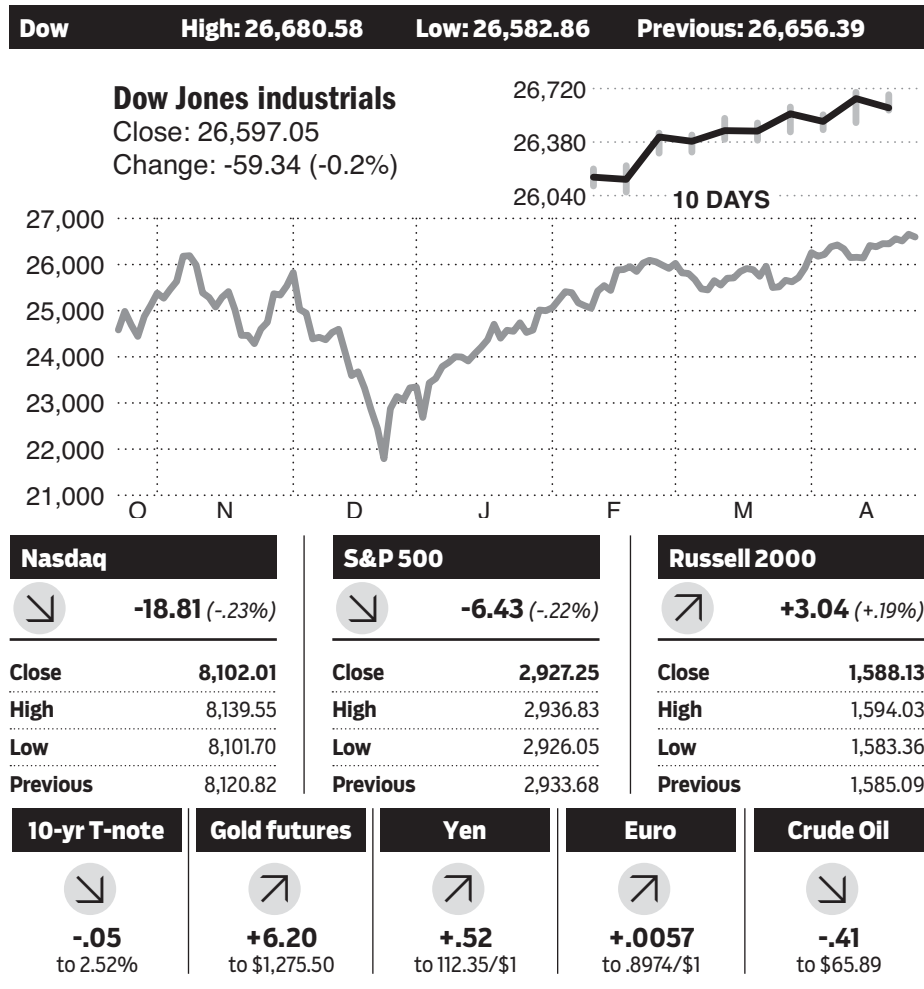 Dow High: 26,680.58 Low: 26,582.86 Previous: 26,656.39
Dow Jones industrials
Close: 26,597.05
Change: -59.34 (-0.2%)
26,720
26,380
26,040
10 DAYS
27,000
26,000
25,000
24,000
23,000
22,000
21,000
O N D J F M A
Nasdaq
-18.81 (-.23%)
Close 8,102.01
High 8,139.55
Low 8,101.70
Previous 8,120.82
S&P 500
-6.43 (-.22%)
Close 2,927.25
High 2,936.83
Low 2,926.05
Previous 2,933.68
Russell 2000
+3.04 (+.19%)
Close 1,588.13
High 1,594.03
Low 1,583.36
Previous 1,585.09
10-yr T-note
-.05
to 2.52%
Gold futures
+6.20
to $1,275.50
Yen
+.52
to 112.35/$1
Euro
+.0057
to .8974/$1
Crude Oil
-.41
to $65.89